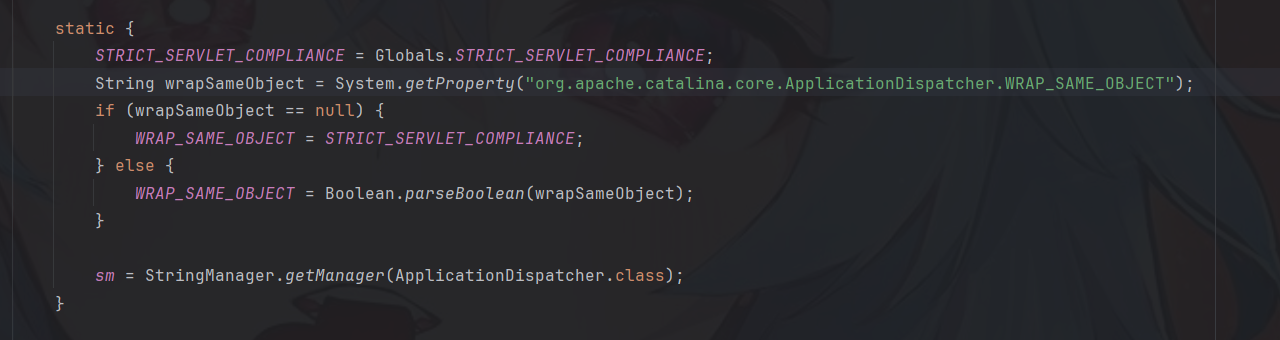 static {
    STRICT_SERVLET_COMPLIANCE = Globals.STRICT_SERVLET_COMPLIANCE;
    String wrapSameObject = System.getProperty("org.apache.catalina.core.ApplicationDispatcher.WRAP_SAME_OBJECT");
    if (wrapSameObject == null) {
        WRAP_SAME_OBJECT = STRICT_SERVLET_COMPLIANCE;
    } else {
        WRAP_SAME_OBJECT = Boolean.parseBoolean(wrapSameObject);
    }

    sm = StringManager.getManager(ApplicationDispatcher.class);
}